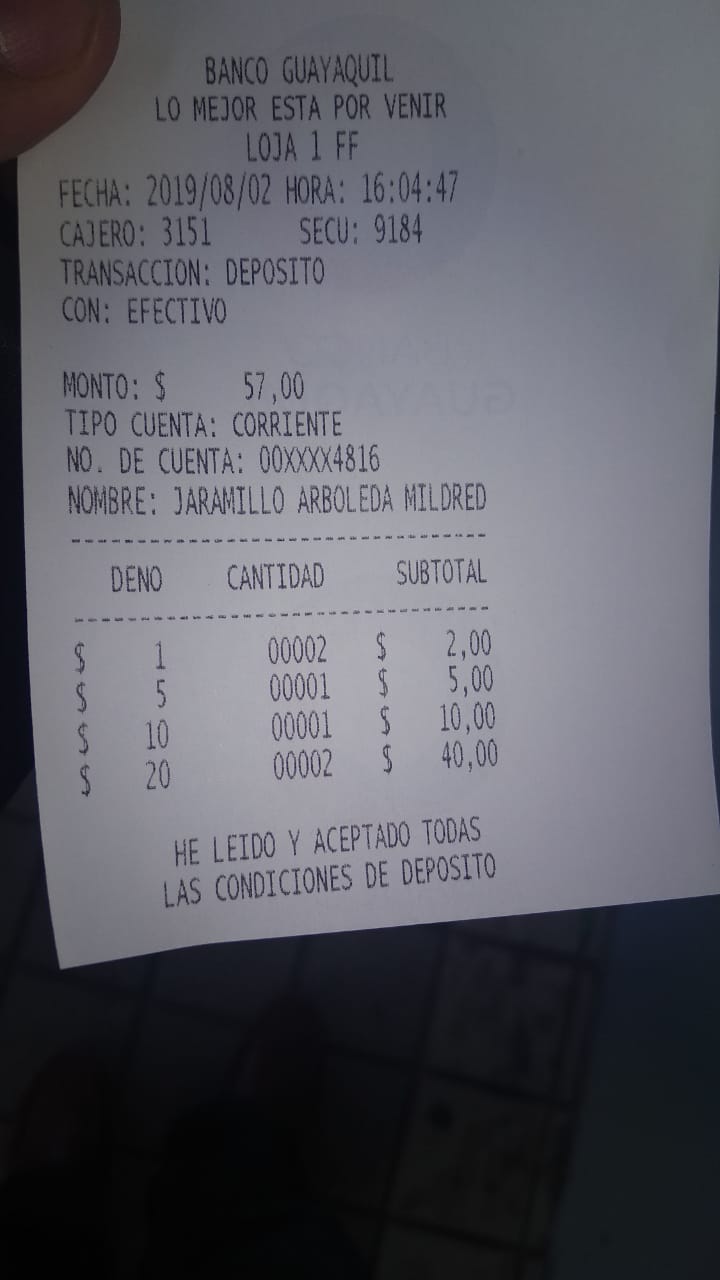 BANCO GUAYAQUIL
LO MEJOR ESTA POR VENIR
LOJA 1 FF
FECHA: 2019/08/02 HORA: 16:04:47
CAJERO: 3151 SECU: 9184
TRANSACCION: DEPOSITO
CON: EFECTIVO
MONTO: $ 57,00
TIPO CUENTA: CORRIENTE
NO. DE CUENTA: 00XXXX4816
NOMBRE: JARAMILLO ARBOLEDA MILDRED
DENO CANTIDAD SUBTOTAL
$ 1 00002 $ 2,00
$ 5 00001 $ 5,00
$ 10 00001 $ 10,00
$ 20 00002 $ 40,00
HE LEIDO Y ACEPTADO TODAS
LAS CONDICIONES DE DEPOSITO